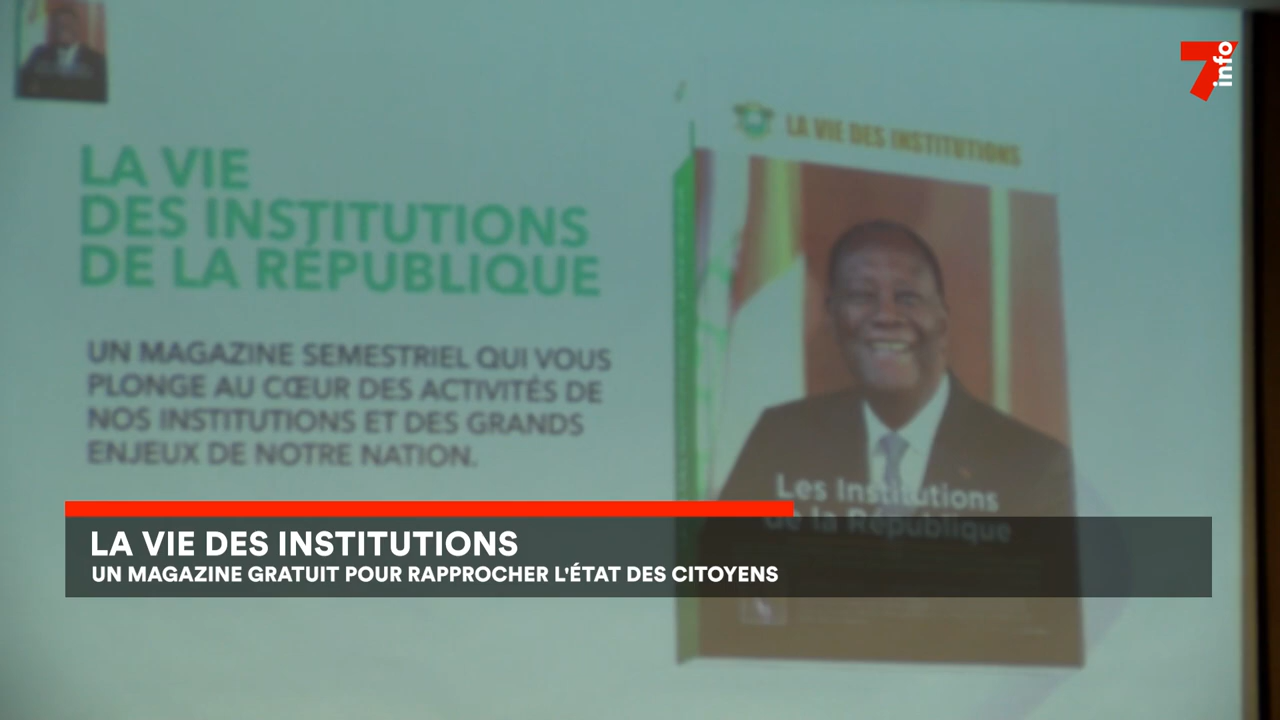 7info
LA VIE
DES INSTITUTIONS
DE LA RÉPUBLIQUE
UN MAGAZINE SEMESTRIEL QUI VOUS
PLONGE AU CŒUR DES ACTIVITÉS DE
NOS INSTITUTIONS ET DES GRANDS
ENJEUX DE NOTRE NATION.
LA VIE DES INSTITUTIONS
Les Institutions
de la République
LA VIE DES INSTITUTIONS
UN MAGAZINE GRATUIT POUR RAPPROCHER L'ÉTAT DES CITOYENS